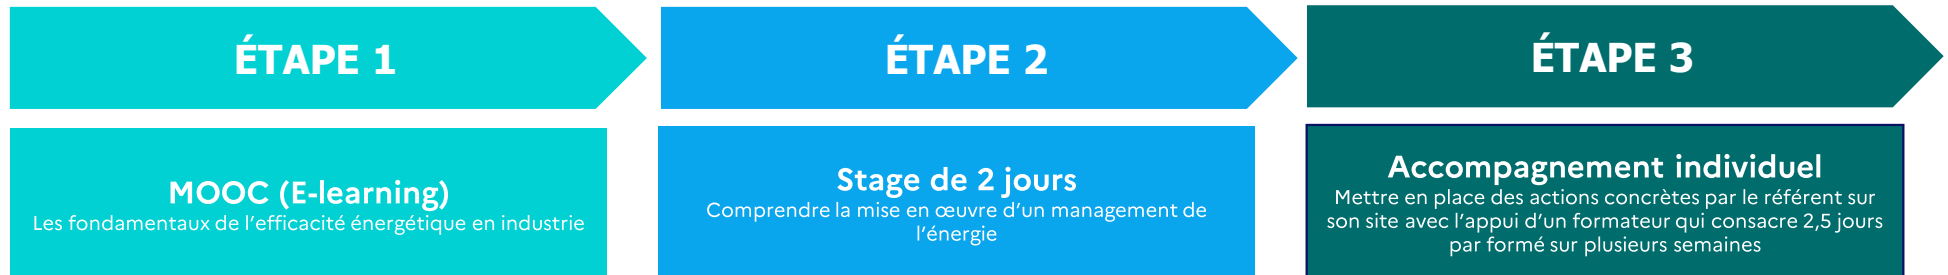 ÉTAPE 1
ÉTAPE 2
ÉTAPE 3
MOOC (E-learning)
Les fondamentaux de l’efficacité énergétique en industrie
Stage de 2 jours
Comprendre la mise en œuvre d’un management de
l’énergie
Accompagnement individuel
Mettre en place des actions concrètes par le référent sur
son site avec l’appui d’un formateur qui consacre 2,5 jours
par formé sur plusieurs semaines